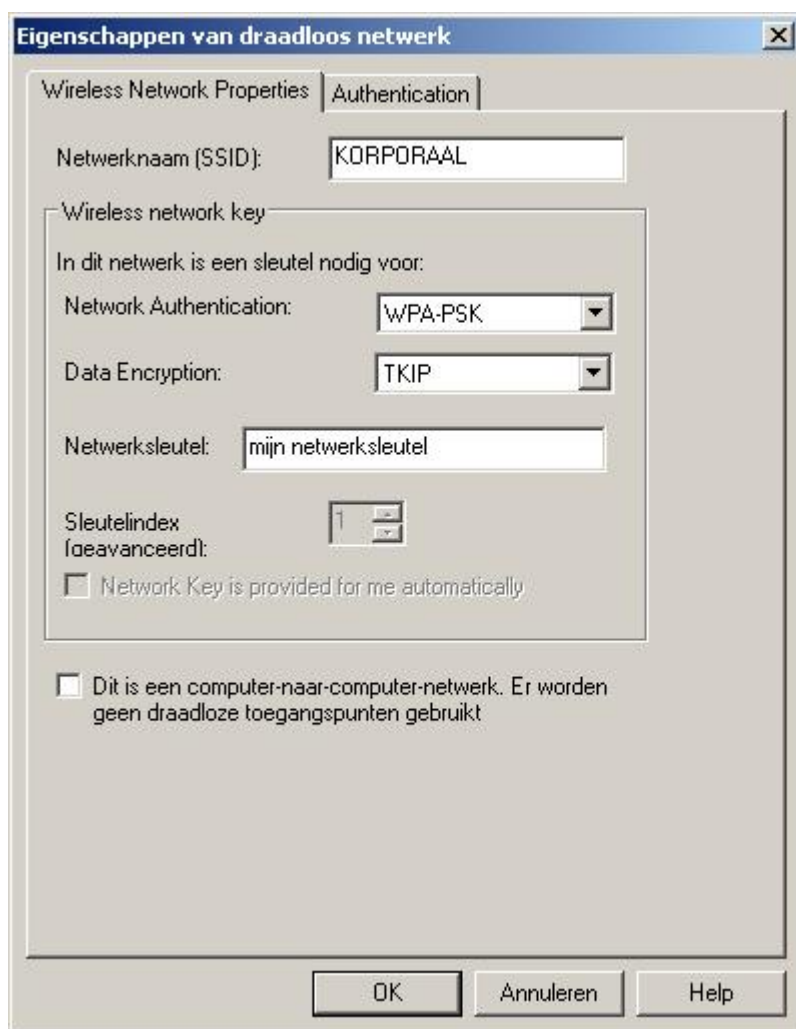 Eigenschappen van draadloos netwerk
Wireless Network Properties
Authentication
Netwerknaam (SSID):
KORPORAAL
Wireless network key
In dit netwerk is een sleutel nodig voor:
Network Authentication:
WPA-PSK
Data Encryption:
TKIP
Netwerksleutel:
mijn netwerksleutel
Sleutelindex
(geavanceerd):
1
Network Key is provided for me automatically
Dit is een computer-naar-computer-netwerk. Er worden
geen draadloze toegangspunten gebruikt
OK
Annuleren
Help